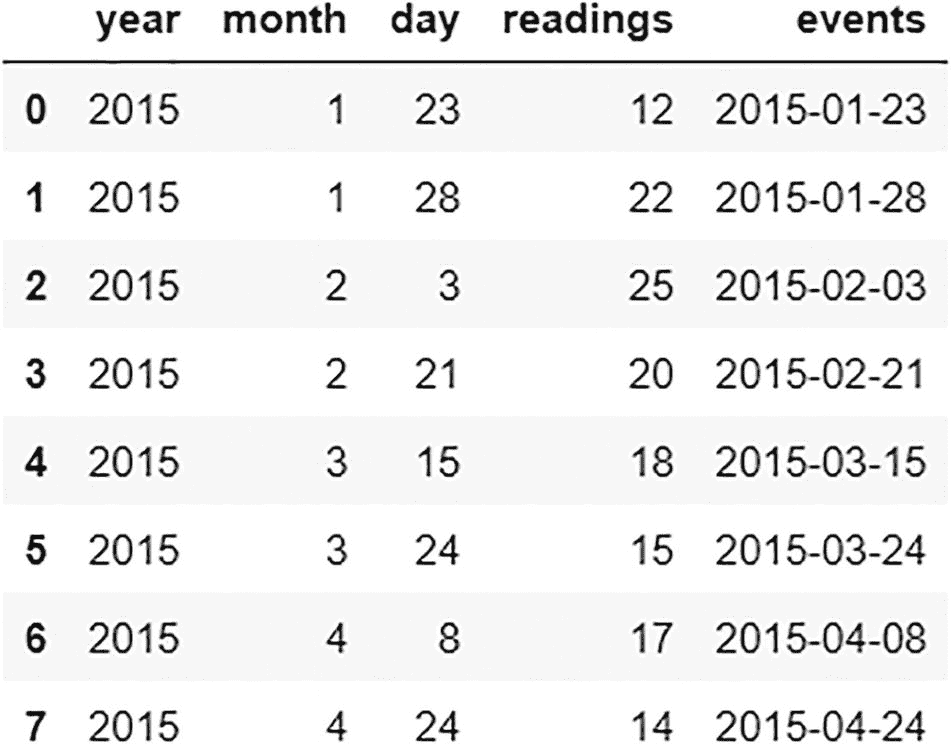 year month day readings events
0 2015 1 23 12 2015-01-23
1 2015 1 28 22 2015-01-28
2 2015 2 3 25 2015-02-03
3 2015 2 21 20 2015-02-21
4 2015 3 15 18 2015-03-15
5 2015 3 24 15 2015-03-24
6 2015 4 8 17 2015-04-08
7 2015 4 24 14 2015-04-24